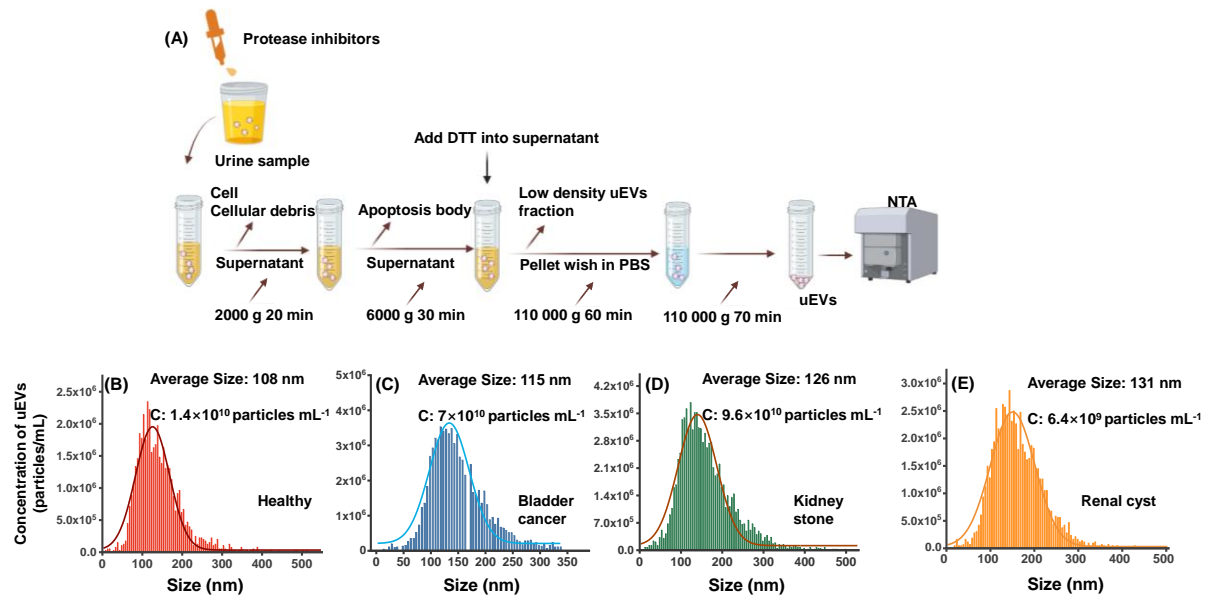 (A)
Protease inhibitors
Urine sample
Add DTT into supernatant
Cell
Cellular debris
Apoptosis body
Low density uEVs
fraction
NTA
Supernatant
Supernatant
Pellet wish in PBS
uEVs
2000 g 20 min
6000 g 30 min
110 000 g 60 min
110 000 g 70 min
Concentration of uEVs
(particles/mL)
(B)
Average Size: 108 nm
C: 1.4×10¹⁰ particles mL⁻¹
Healthy
2.5x10⁶
2.0x10⁶
1.5x10⁶
1.0x10⁶
5.0x10⁵
0.0
0 100 200 300 400 500
Size (nm)
(C)
Average Size: 115 nm
C: 7×10¹⁰ particles mL⁻¹
Bladder
cancer
5x10⁶
4x10⁶
3x10⁶
2x10⁶
1x10⁶
0
0 50 100 150 200 250 300 350
Size (nm)
(D)
Average Size: 126 nm
C: 9.6×10¹⁰ particles mL⁻¹
Kidney
stone
4.2x10⁶
3.5x10⁶
2.8x10⁶
2.1x10⁶
1.4x10⁶
7.0x10⁵
0.0
0 100 200 300 400 500
Size (nm)
(E)
Average Size: 131 nm
C: 6.4×10⁹ particles mL⁻¹
Renal cyst
3.0x10⁶
2.5x10⁶
2.0x10⁶
1.5x10⁶
1.0x10⁶
5.0x10⁵
0.0
0 100 200 300 400 500
Size (nm)